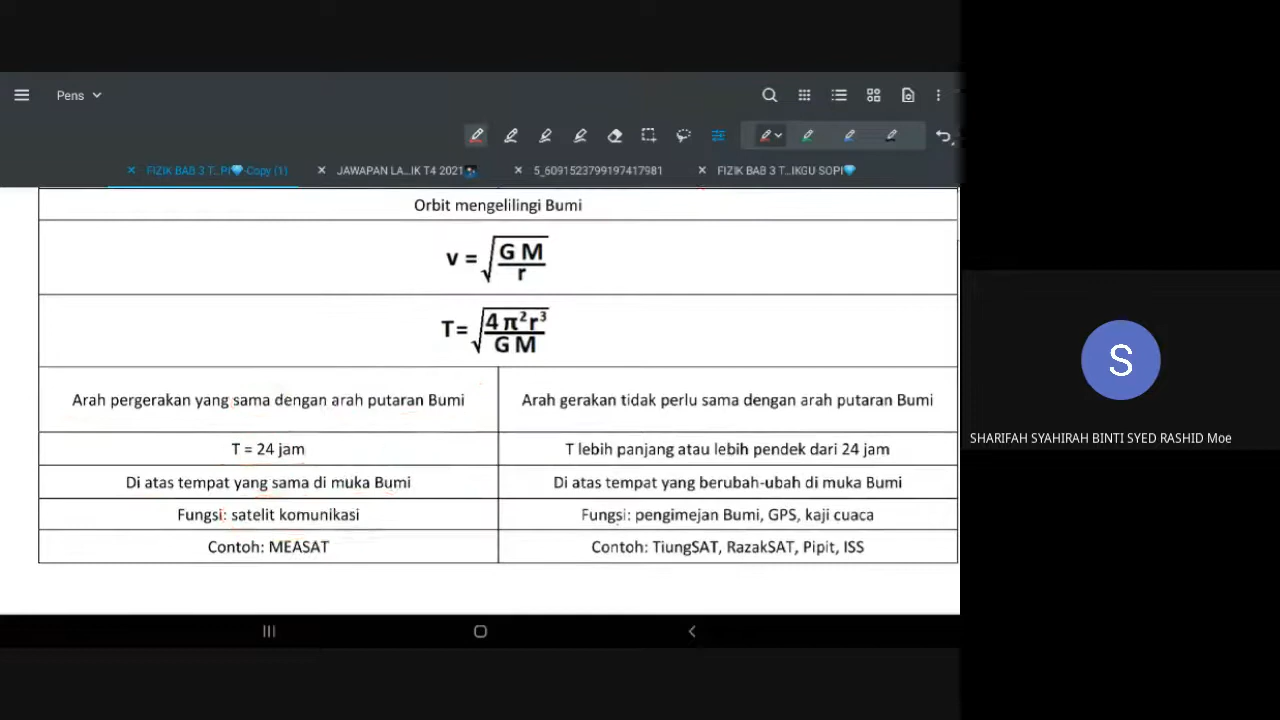 Pens
FIZIK BAB 3 T...PI💎-Copy (1)
JAWAPAN LA...IK T4 2021
5_6091523799197417981
FIZIK BAB 3 T...IKGU SOPI💎
Orbit mengelilingi Bumi
v = √(G M / r)
T = √(4 π²r³ / G M)
Arah pergerakan yang sama dengan arah putaran Bumi
Arah gerakan tidak perlu sama dengan arah putaran Bumi
T = 24 jam
T lebih panjang atau lebih pendek dari 24 jam
Di atas tempat yang sama di muka Bumi
Di atas tempat yang berubah-ubah di muka Bumi
Fungsi: satelit komunikasi
Fungsi: pengimejan Bumi, GPS, kaji cuaca
Contoh: MEASAT
Contoh: TiungSAT, RazakSAT, Pipit, ISS
S
SHARIFAH SYAHIRAH BINTI SYED RASHID Moe